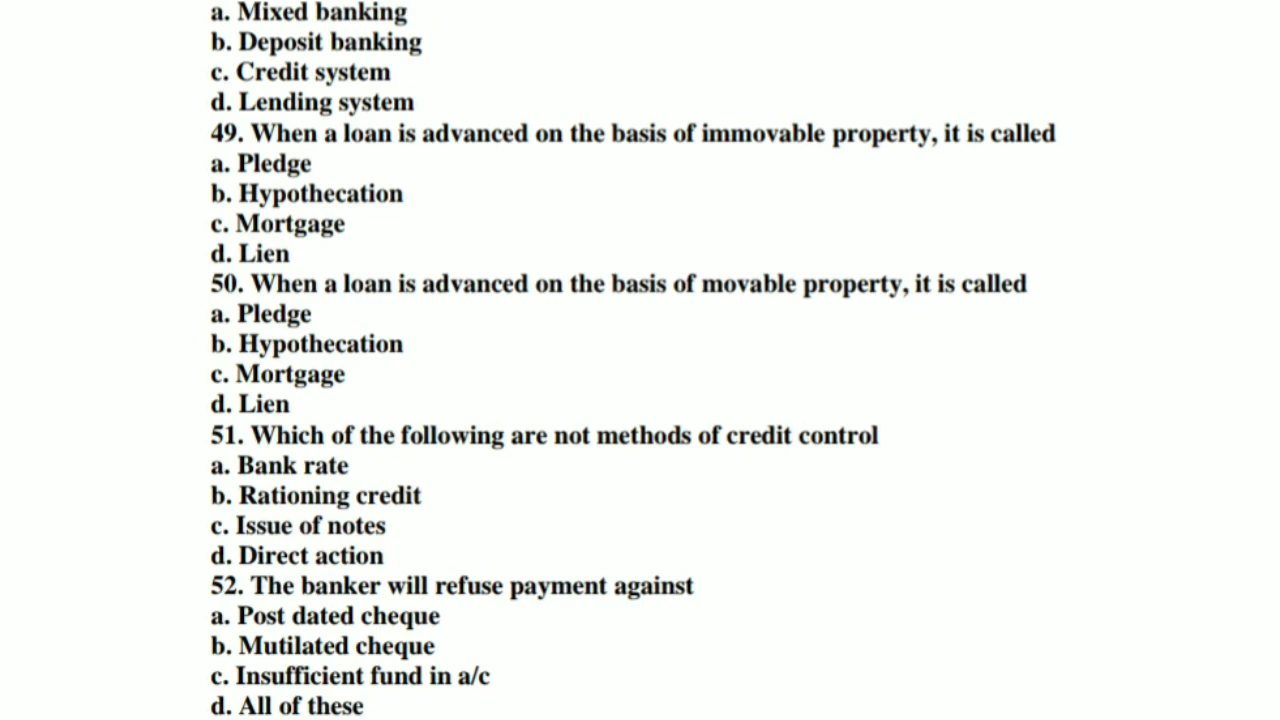 a. Mixed banking
b. Deposit banking
c. Credit system
d. Lending system
49. When a loan is advanced on the basis of immovable property, it is called
a. Pledge
b. Hypothecation
c. Mortgage
d. Lien
50. When a loan is advanced on the basis of movable property, it is called
a. Pledge
b. Hypothecation
c. Mortgage
d. Lien
51. Which of the following are not methods of credit control
a. Bank rate
b. Rationing credit
c. Issue of notes
d. Direct action
52. The banker will refuse payment against
a. Post dated cheque
b. Mutilated cheque
c. Insufficient fund in a/c
d. All of these